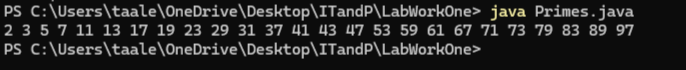 PS C:\Users\taale\OneDrive\Desktop\ITandP\LabWorkOne> java Primes.java
2 3 5 7 11 13 17 19 23 29 31 37 41 43 47 53 59 61 67 71 73 79 83 89 97
PS C:\Users\taale\OneDrive\Desktop\ITandP\LabWorkOne>